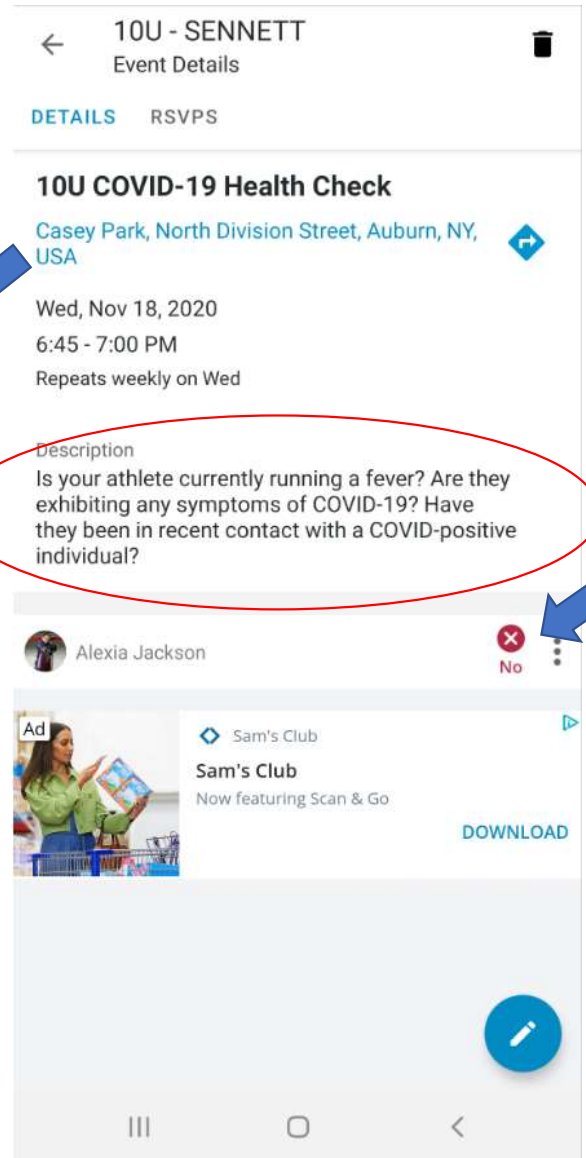 10U - SENNETT
Event Details
DETAILS RSVPS
10U COVID-19 Health Check
Casey Park, North Division Street, Auburn, NY,
USA
Wed, Nov 18, 2020
6:45 - 7:00 PM
Repeats weekly on Wed
Description
Is your athlete currently running a fever? Are they
exhibiting any symptoms of COVID-19? Have
they been in recent contact with a COVID-positive
individual?
Alexia Jackson
No
Ad
Sam's Club
Sam's Club
Now featuring Scan & Go
DOWNLOAD